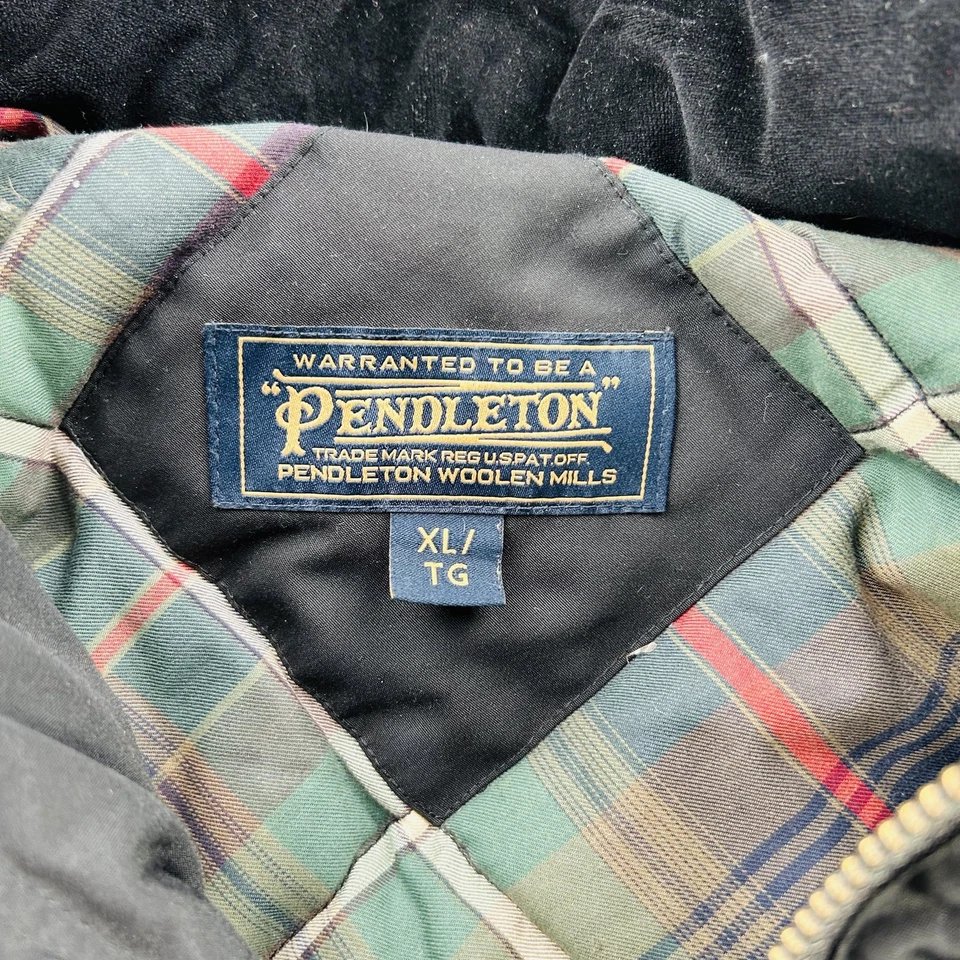 WARRANTED TO BE A
"PENDLETON"
TRADE MARK REG U.S.PAT.OFF.
PENDLETON WOOLEN MILLS
XL/
TG